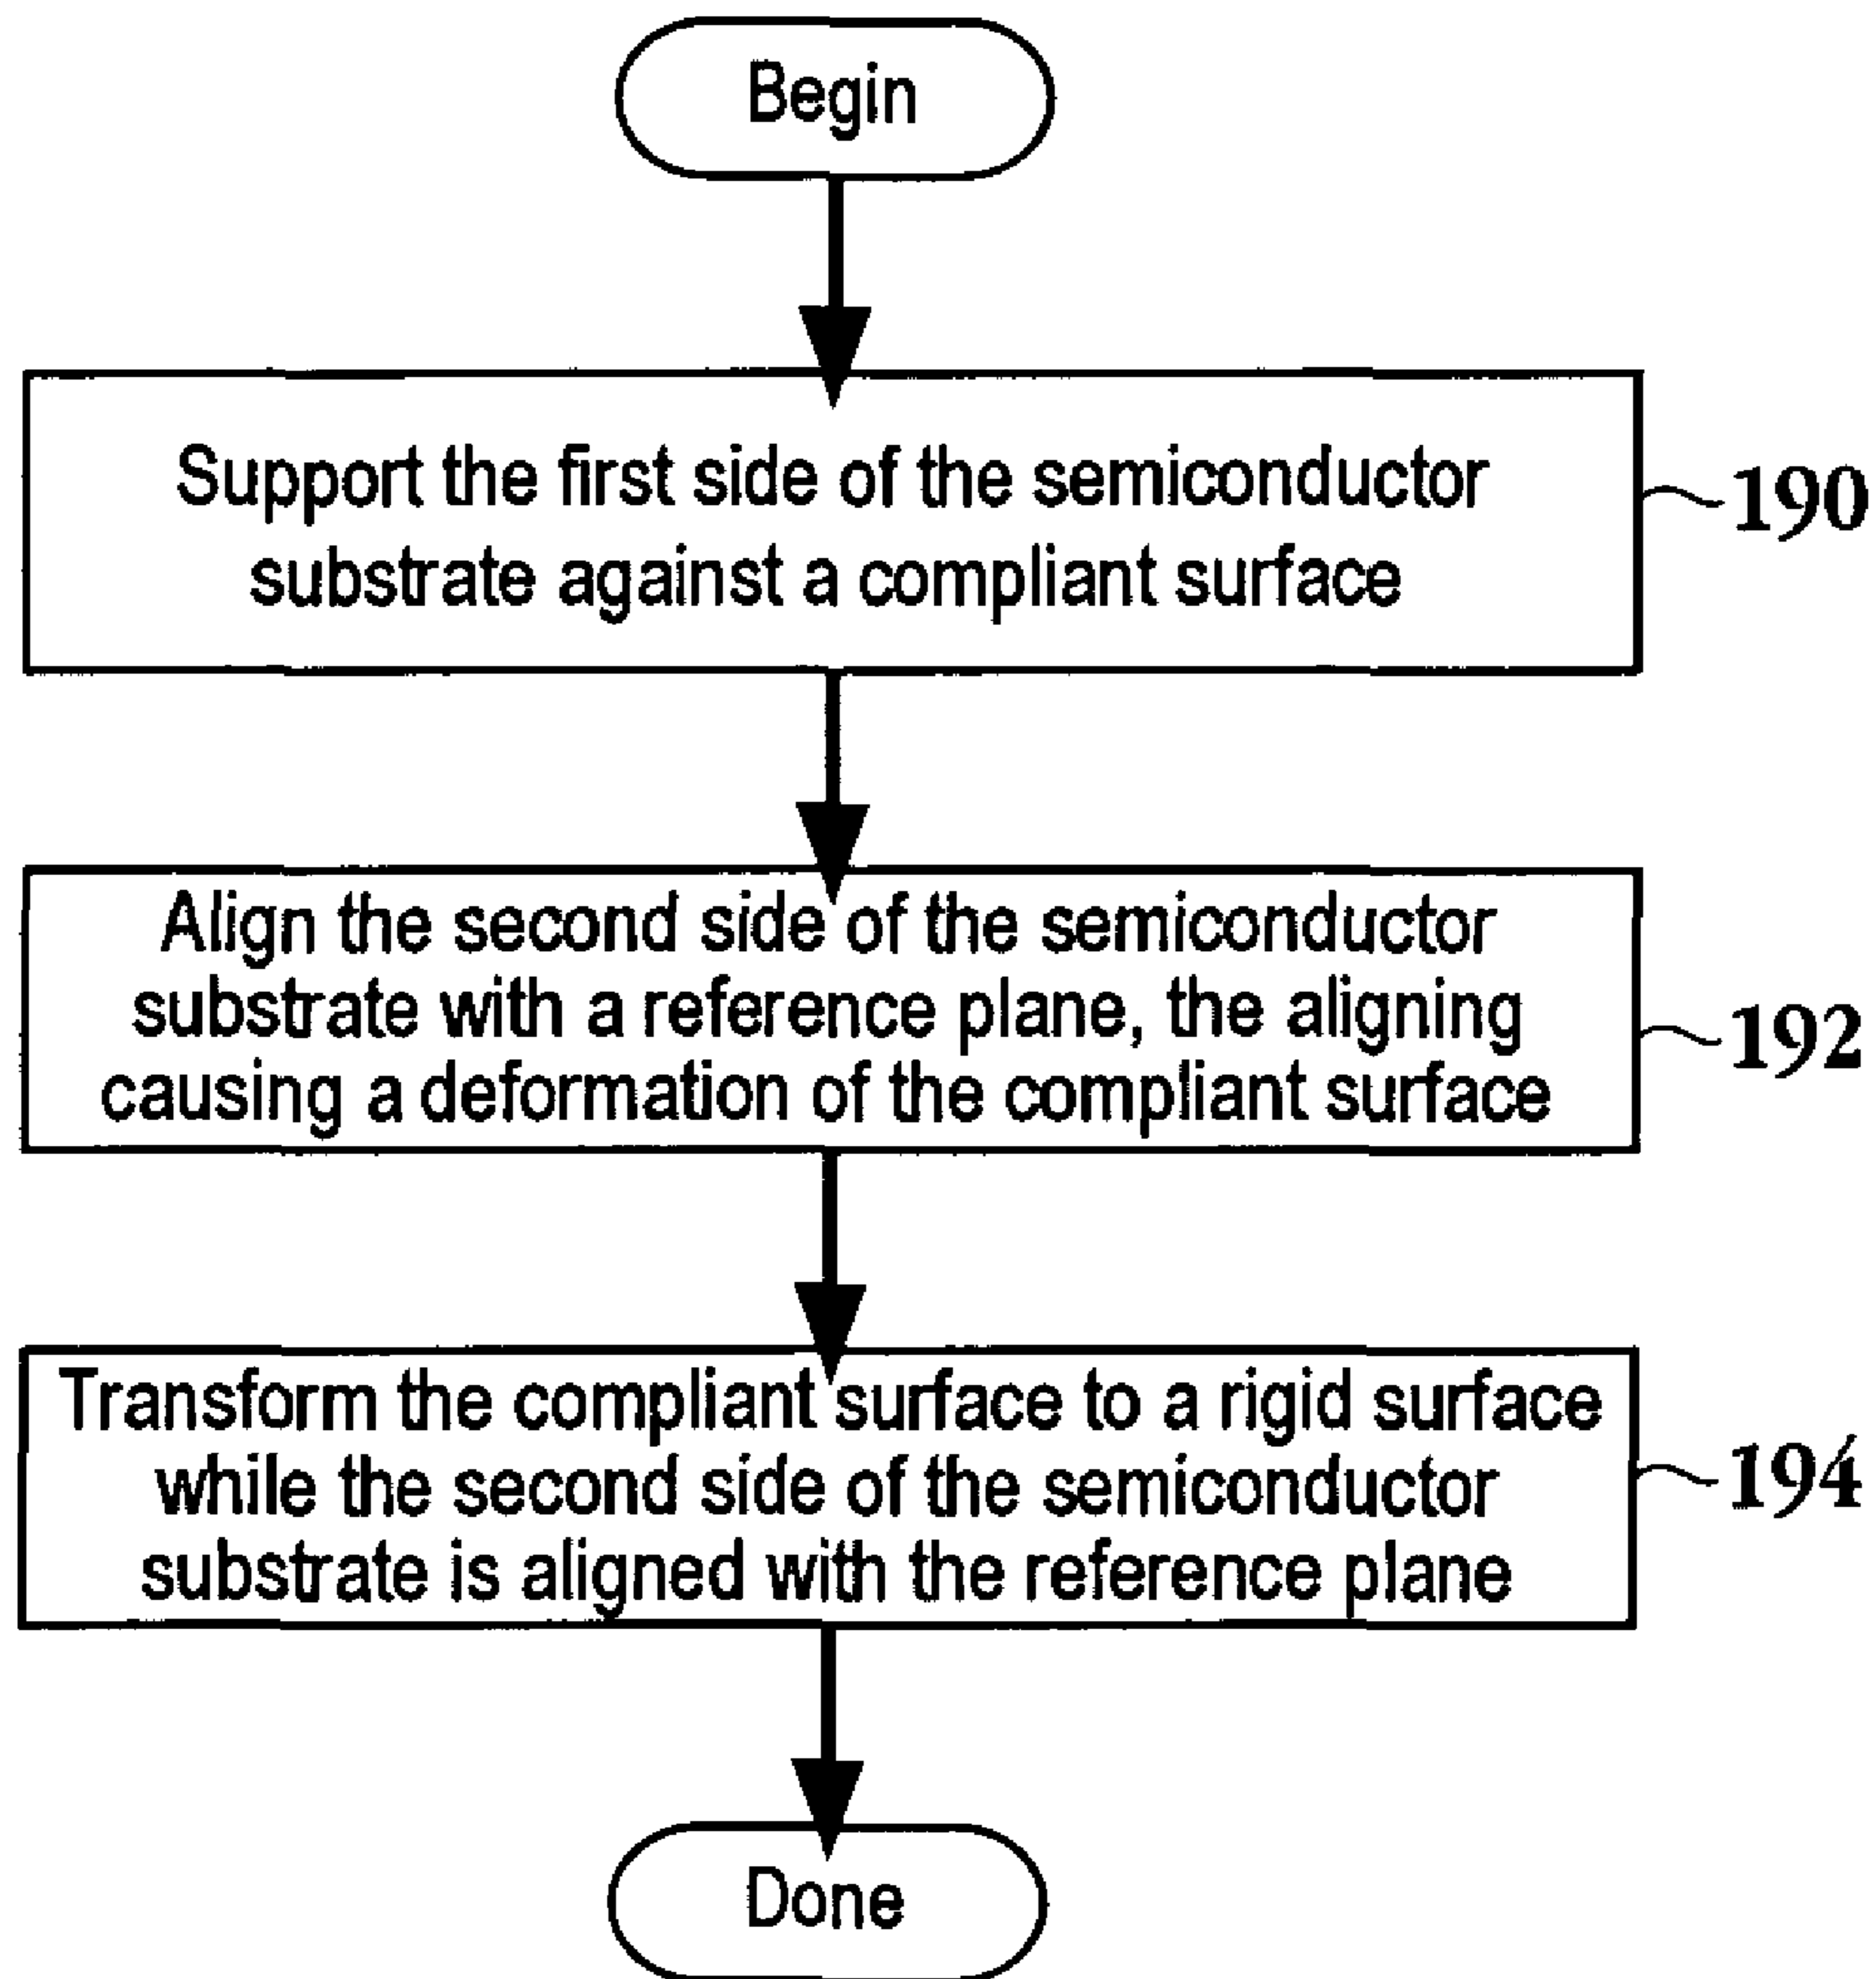 Begin
Support the first side of the semiconductor
substrate against a compliant surface
190
Align the second side of the semiconductor
substrate with a reference plane, the aligning
causing a deformation of the compliant surface
192
Transform the compliant surface to a rigid surface
while the second side of the semiconductor
substrate is aligned with the reference plane
194
Done